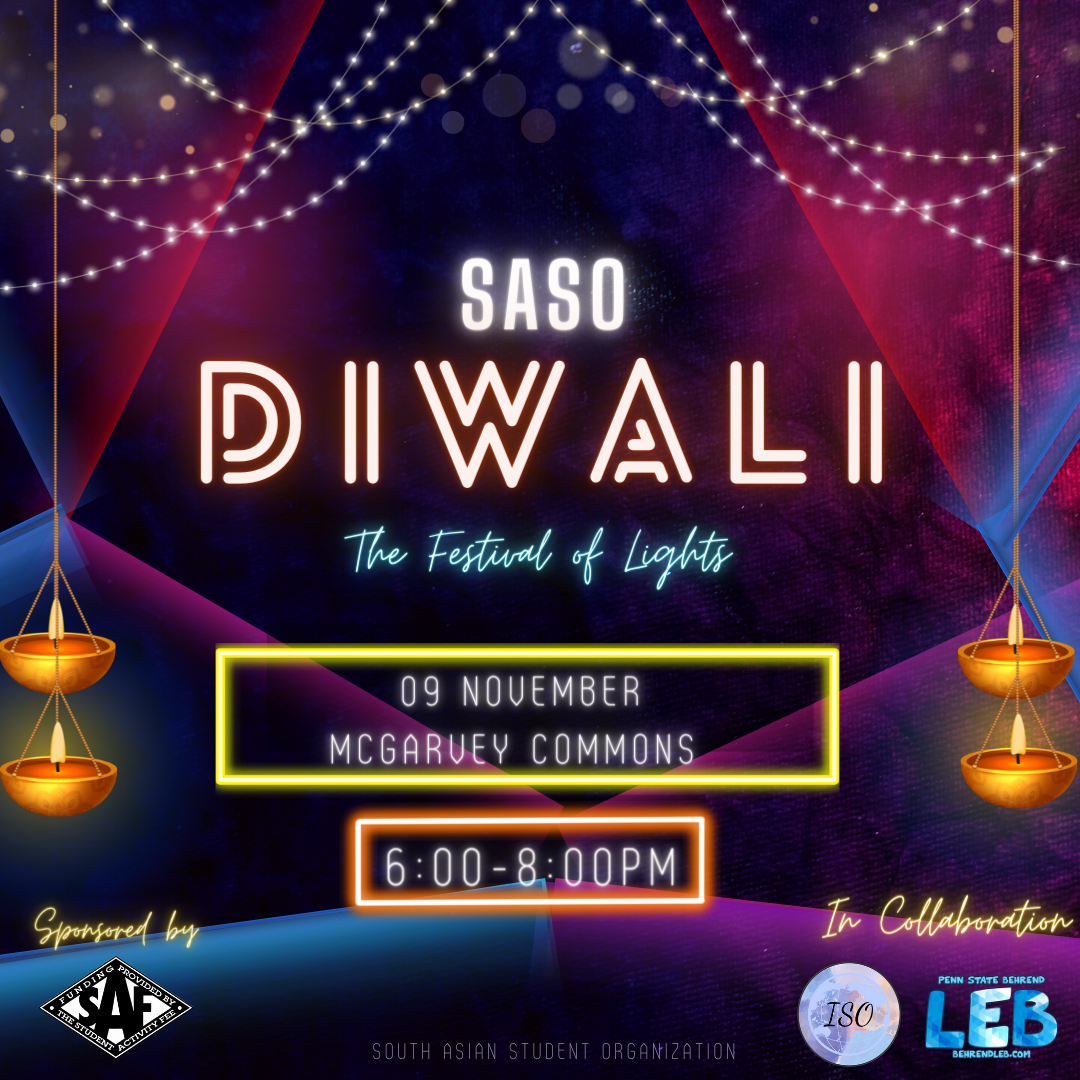 SASO
DIWALI
The Festival of Lights
09 NOVEMBER
MCGARVEY COMMONS
6:00-8:00PM
Sponsored by
FUNDING PROVIDED BY
SAF
THE STUDENT ACTIVITY FEE
In Collaboration
ISO
PENN STATE BEHREND
LEB
BEHRENDLEB.COM
SOUTH ASIAN STUDENT ORGANIZATION